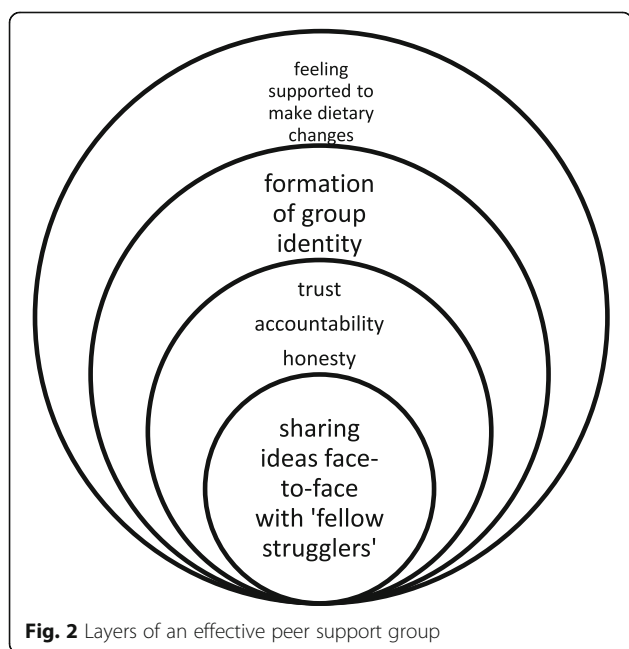 feeling
supported to
make dietary
changes
formation
of group
identity
trust
accountability
honesty
sharing
ideas face-
to-face
with 'fellow
strugglers'
Fig. 2 Layers of an effective peer support group